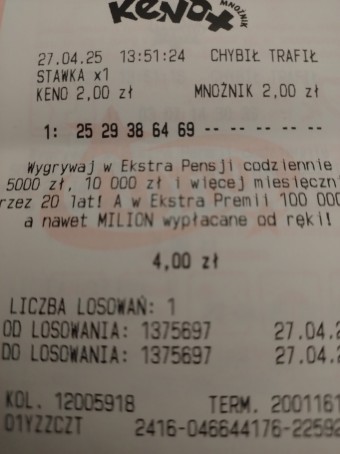 KENO+
MNOŻNIK
27.04.25 13:51:24 CHYBIŁ TRAFIŁ
STAWKA x1
KENO 2,00 zł MNOŻNIK 2,00 zł
1: 25 29 38 64 69 -- -- -- -- --
Wygrywaj w Ekstra Pensji codziennie
5000 zł, 10 000 zł i więcej miesięczn
rzez 20 lat! A w Ekstra Premii 100 000
a nawet MILION wypłacane od ręki!
4,00 zł
LICZBA LOSOWAŃ: 1
OD LOSOWANIA: 1375697 27.04.2
DO LOSOWANIA: 1375697 27.04.2
KOL. 12005918 TERM. 2001161
01YZZCZT 2416-046644176-22592